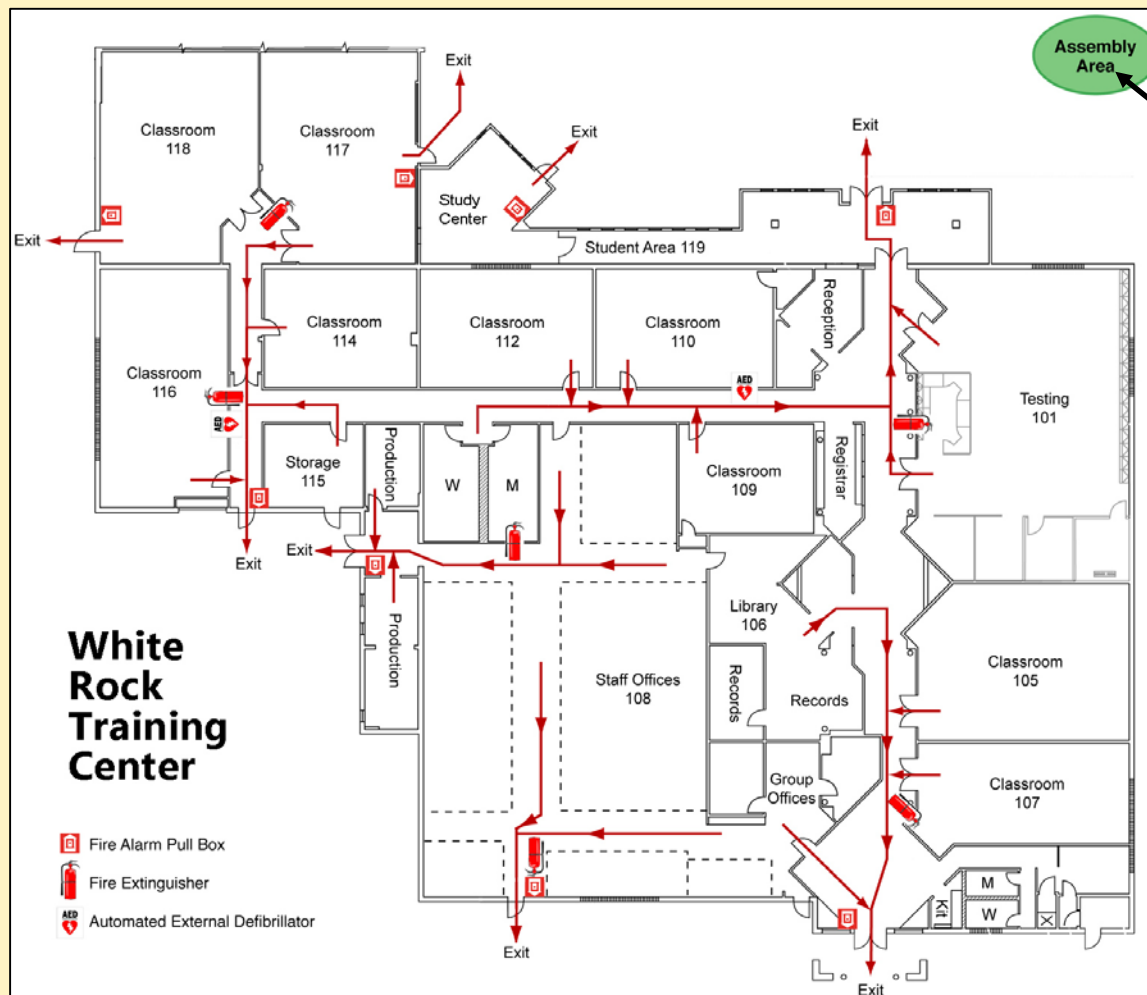 Assembly
Area
Exit
Exit
Exit
Classroom
118
Classroom
117
Study
Center
Exit
Student Area 119
Classroom
114
Classroom
112
Classroom
110
Reception
Classroom
116
AED
AED
Testing
101
Storage
115
Production
W
M
Classroom
109
Registrar
Exit
Exit
Production
Library
106
Records
Records
Staff Offices
108
Classroom
105
Group
Offices
Classroom
107
M
W
Kit
X
Exit
Exit
White
Rock
Training
Center
Fire Alarm Pull Box
Fire Extinguisher
AED
Automated External Defibrillator